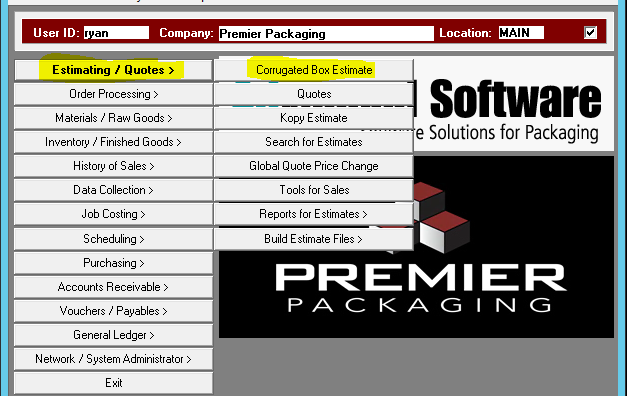 User ID: ryan Company: Premier Packaging Location: MAIN
Estimating / Quotes >
Order Processing >
Materials / Raw Goods >
Inventory / Finished Goods >
History of Sales >
Data Collection >
Job Costing >
Scheduling >
Purchasing >
Accounts Receivable >
Vouchers / Payables >
General Ledger >
Network / System Administrator >
Exit
Corrugated Box Estimate
Quotes
Kopy Estimate
Search for Estimates
Global Quote Price Change
Tools for Sales
Reports for Estimates >
Build Estimate Files >
Software
Solutions for Packaging
PREMIER
PACKAGING